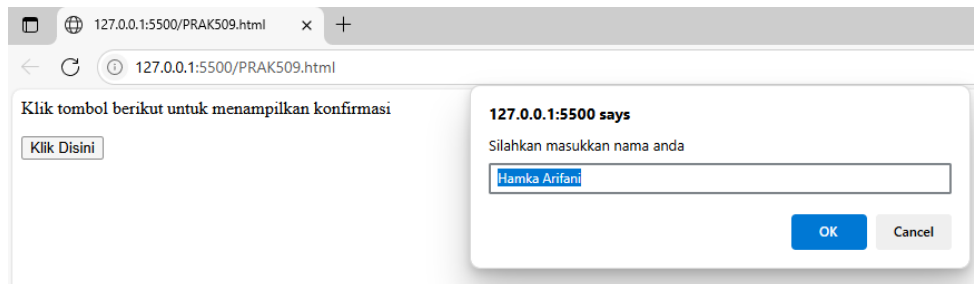 127.0.0.1:5500/PRAK509.html
127.0.0.1:5500/PRAK509.html
Klik tombol berikut untuk menampilkan konfirmasi
Klik Disini
127.0.0.1:5500 says
Silahkan masukkan nama anda
Hamka Arifani
OK
Cancel